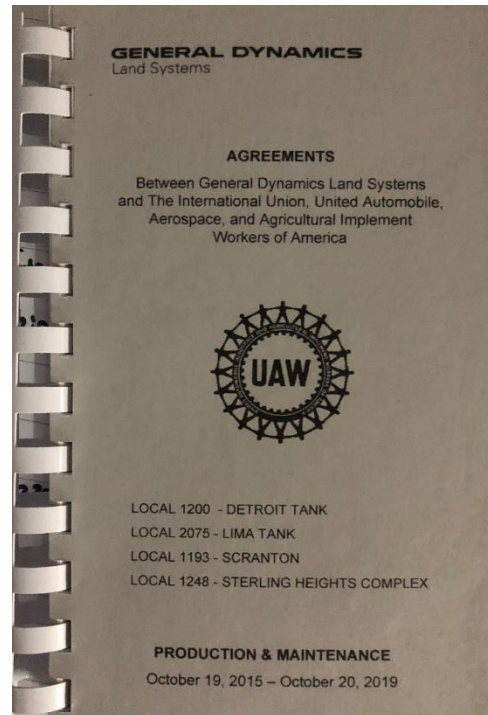 GENERAL DYNAMICS
Land Systems
AGREEMENTS
Between General Dynamics Land Systems
and The International Union, United Automobile,
Aerospace, and Agricultural Implement
Workers of America
UAW
LOCAL 1200 - DETROIT TANK
LOCAL 2075 - LIMA TANK
LOCAL 1193 - SCRANTON
LOCAL 1248 - STERLING HEIGHTS COMPLEX
PRODUCTION & MAINTENANCE
October 19, 2015 – October 20, 2019